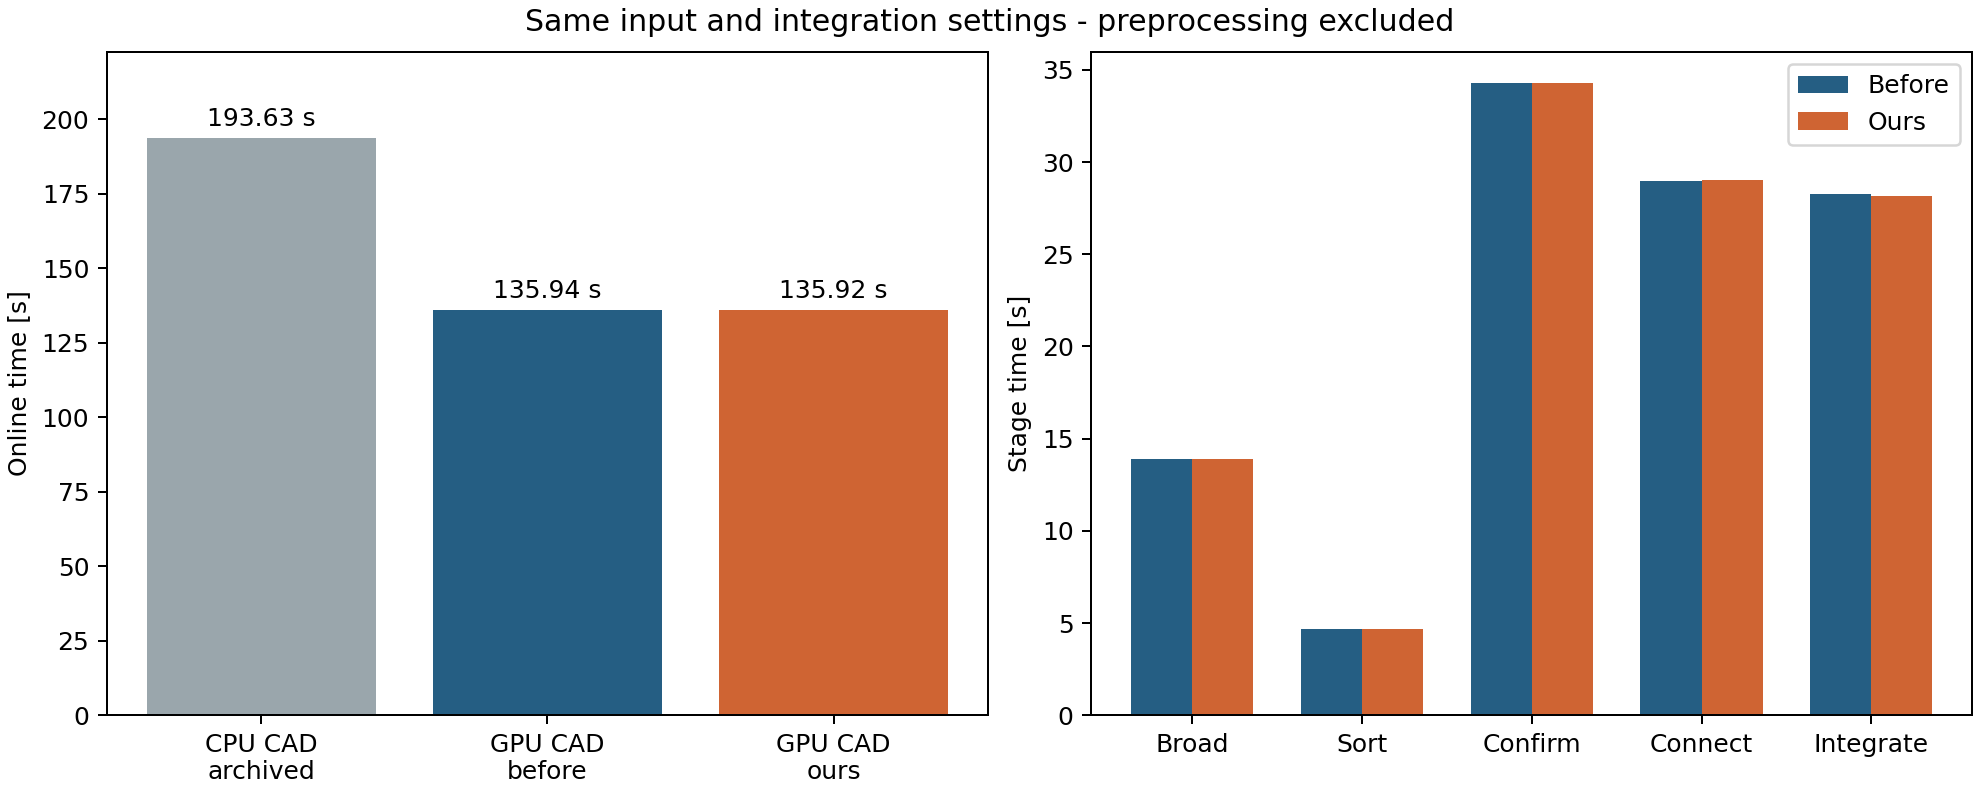 Same input and integration settings - preprocessing excluded
Online time [s]
200
175
150
125
100
75
50
25
0
193.63 s
135.94 s
135.92 s
CPU CAD
archived
GPU CAD
before
GPU CAD
ours
Stage time [s]
35
30
25
20
15
10
5
0
Before
Ours
Broad
Sort
Confirm
Connect
Integrate